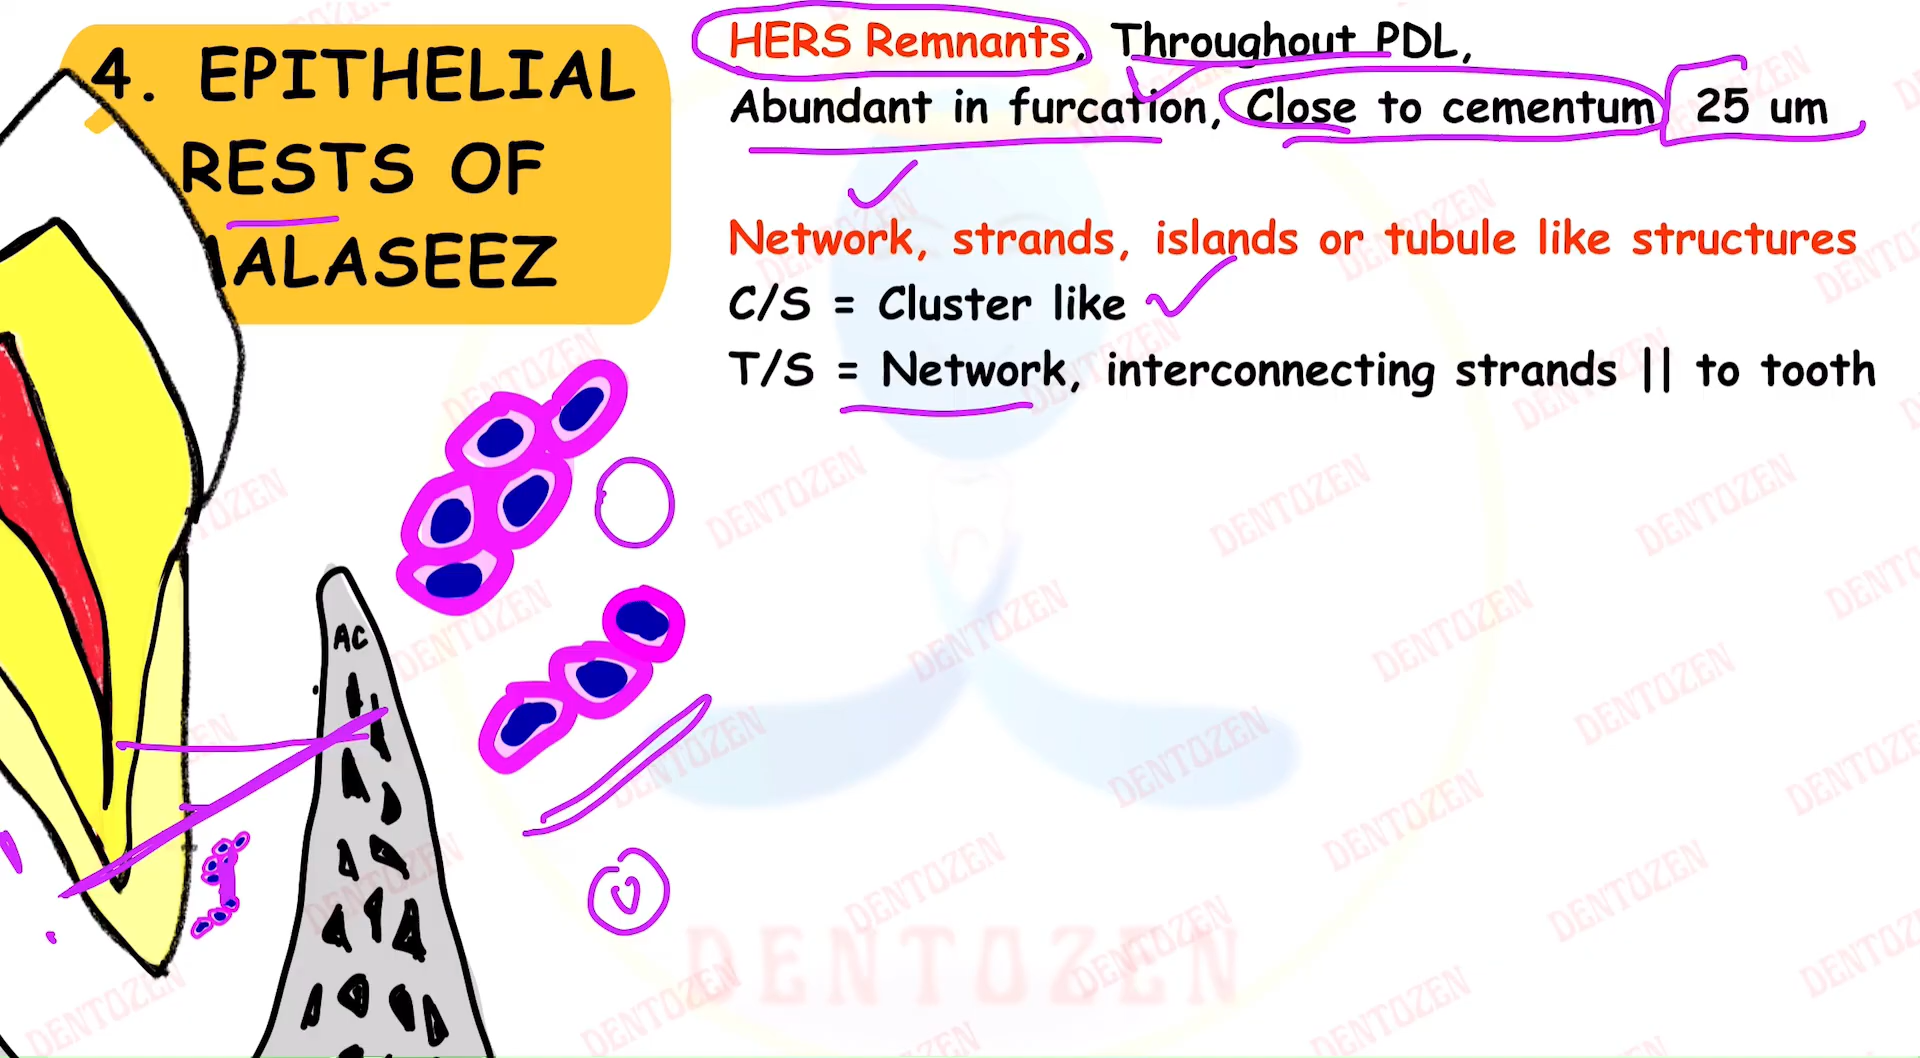 4. EPITHELIAL
RESTS OF
MALASEEZ
HERS Remnants, Throughout PDL,
Abundant in furcation, Close to cementum 25 um
Network, strands, islands or tubule like structures
C/S = Cluster like
T/S = Network, interconnecting strands || to tooth
AC
DENTOZEN